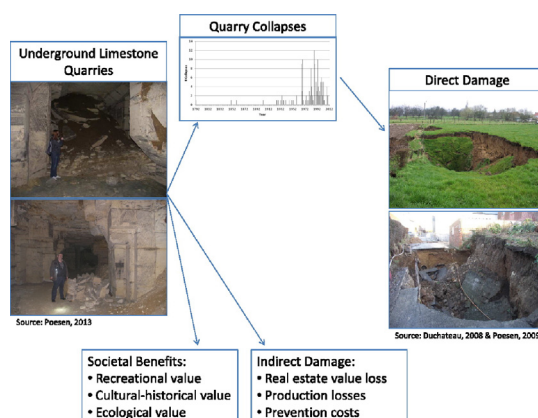 Quarry Collapses
Underground Limestone
Quarries
Direct Damage
Year
Source: Poesen, 2013
Source: Duchateau, 2008 & Poesen, 2009
Societal Benefits:
• Recreational value
• Cultural-historical value
• Ecological value
Indirect Damage:
• Real estate value loss
• Production losses
• Prevention costs